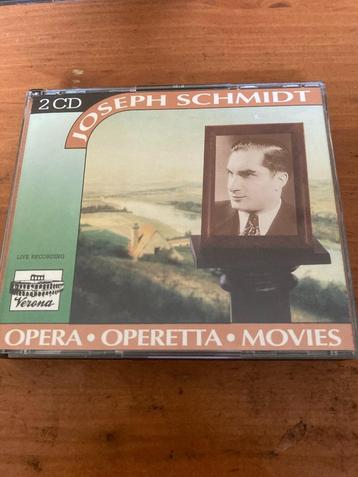 2 CD
JOSEPH SCHMIDT
LIVE RECORDING
Verona
OPERA • OPERETTA • MOVIES